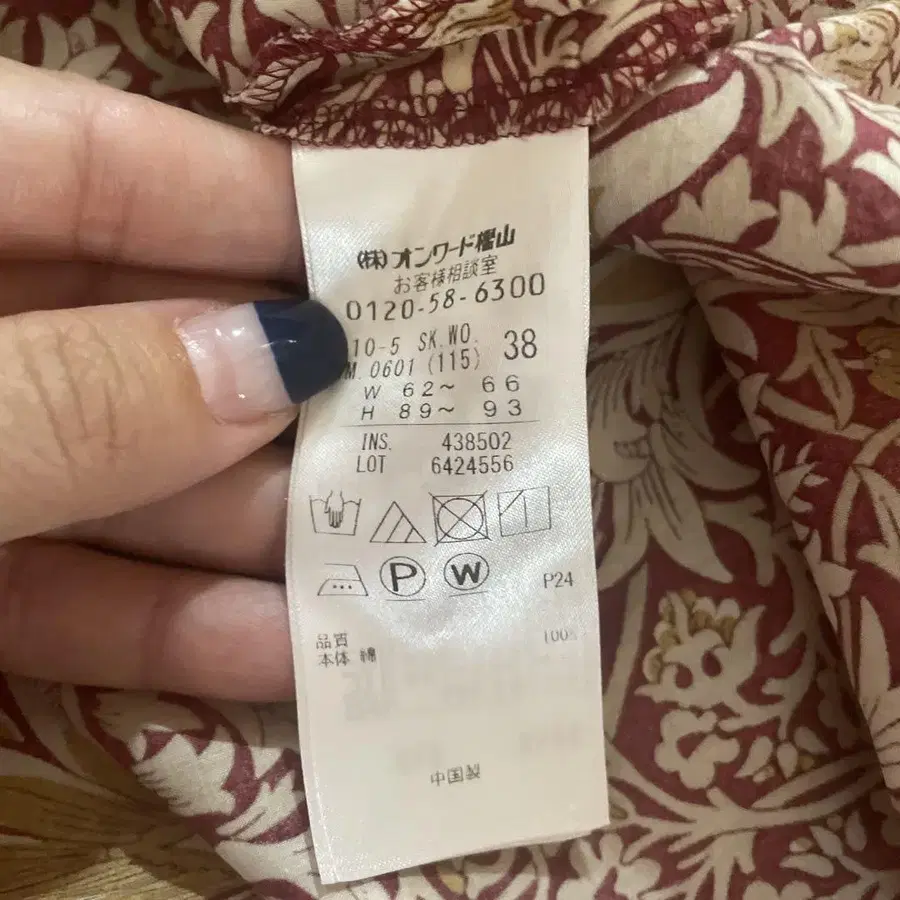 (株)オンワード樫山
お客様相談室
0120-58-6300
10-5 SK.WO. 38
M.0601 (115)
W 62~ 66
H 89~ 93
INS. 438502
LOT 6424556
P W P24
品質
本体 綿 100%
中国製